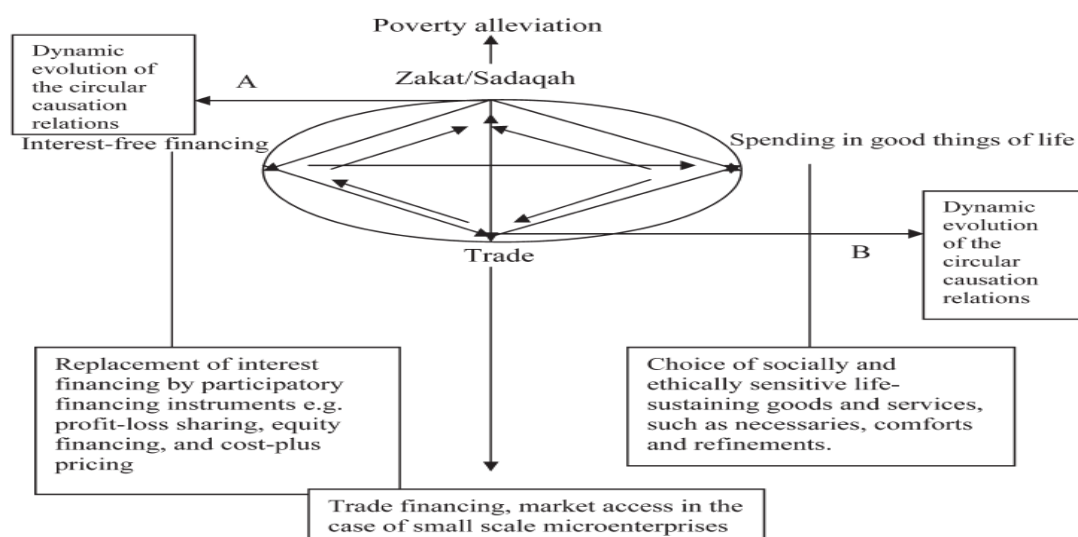 Poverty alleviation
Dynamic
evolution of
the circular
causation
relations
A
Zakat/Sadaqah
Interest-free financing
Spending in good things of life
Trade
B
Dynamic
evolution
of the
circular
causation
relations
Replacement of interest
financing by participatory
financing instruments e.g.
profit-loss sharing, equity
financing, and cost-plus
pricing
Choice of socially and
ethically sensitive life-
sustaining goods and services,
such as necessaries, comforts
and refinements.
Trade financing, market access in the
case of small scale microenterprises